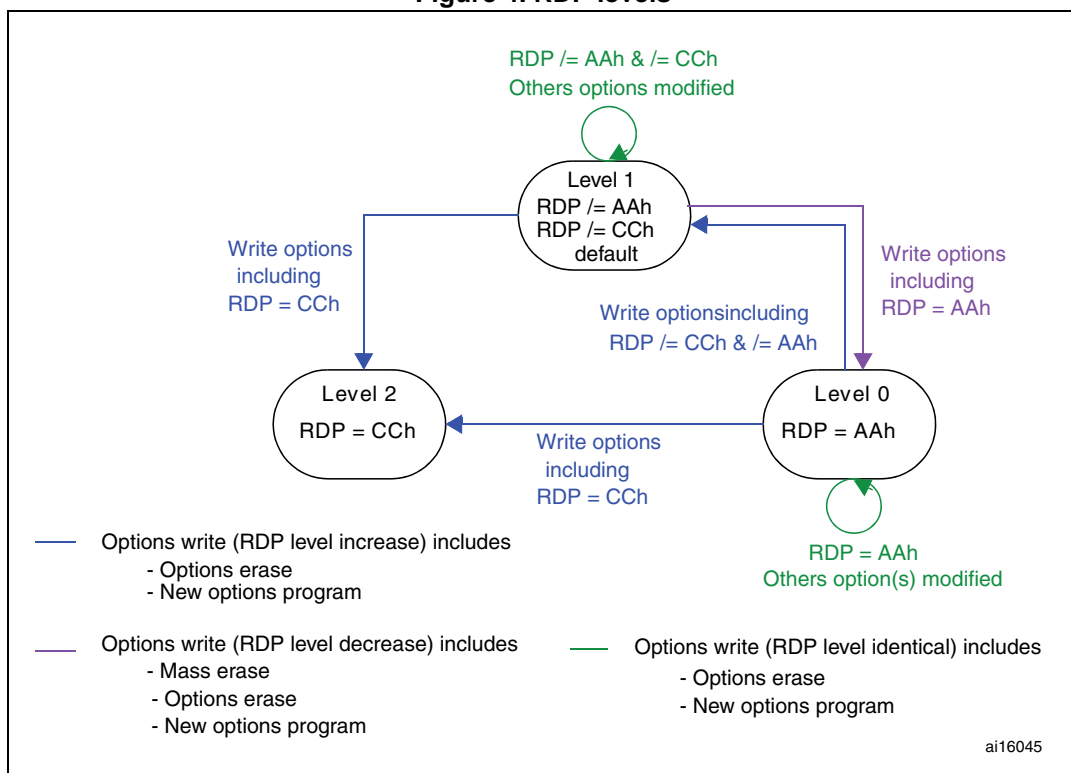 Figure 4. RDP levels
RDP /= AAh & /= CCh
Others options modified
Level 1
RDP /= AAh
RDP /= CCh
default
Write options
including
RDP = CCh
Write options
including
RDP = AAh
Write optionsincluding
RDP /= CCh & /= AAh
Level 2
RDP = CCh
Level 0
RDP = AAh
Write options
including
RDP = CCh
RDP = AAh
Others option(s) modified
Options write (RDP level increase) includes
- Options erase
- New options program
Options write (RDP level decrease) includes
- Mass erase
- Options erase
- New options program
Options write (RDP level identical) includes
- Options erase
- New options program
ai16045